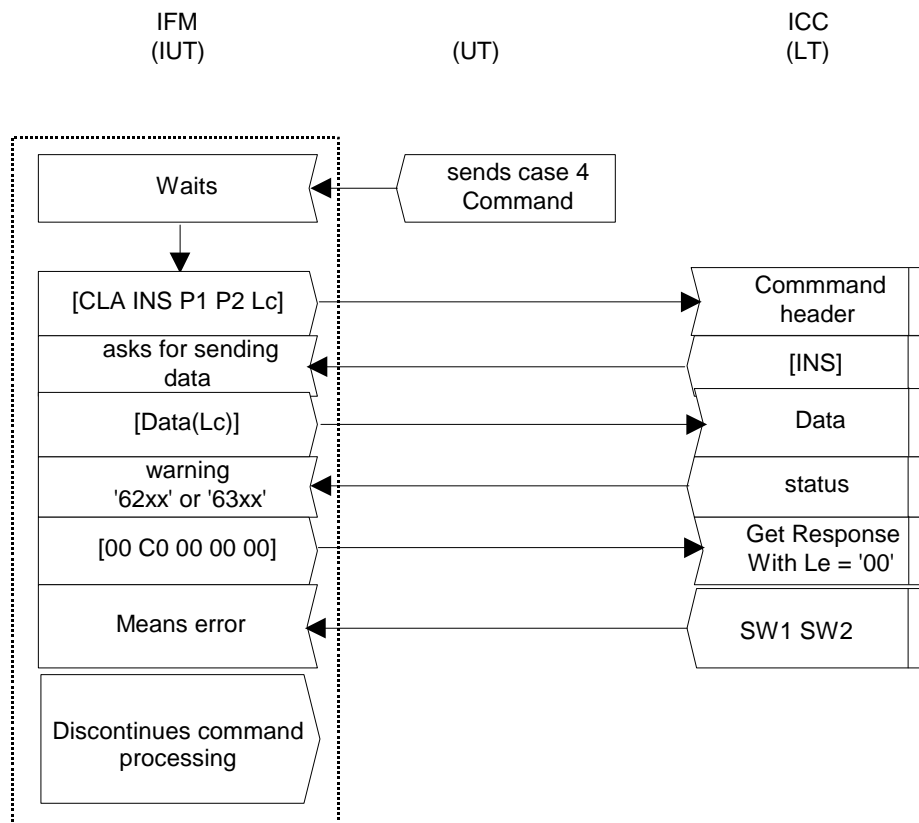 IFM
(IUT)
(UT)
ICC
(LT)
Waits
sends case 4
Command
[CLA INS P1 P2 Lc]
Commmand
header
asks for sending
data
[INS]
[Data(Lc)]
Data
warning
'62xx' or '63xx'
status
[00 C0 00 00 00]
Get Response
With Le = '00'
Means error
SW1 SW2
Discontinues command
processing